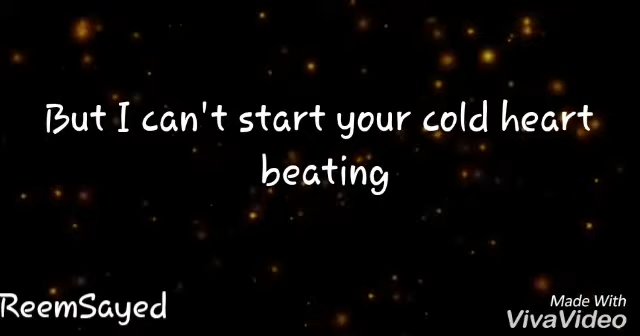 But I can't start your cold heart
beating
ReemSayed
Made With
VivaVideo